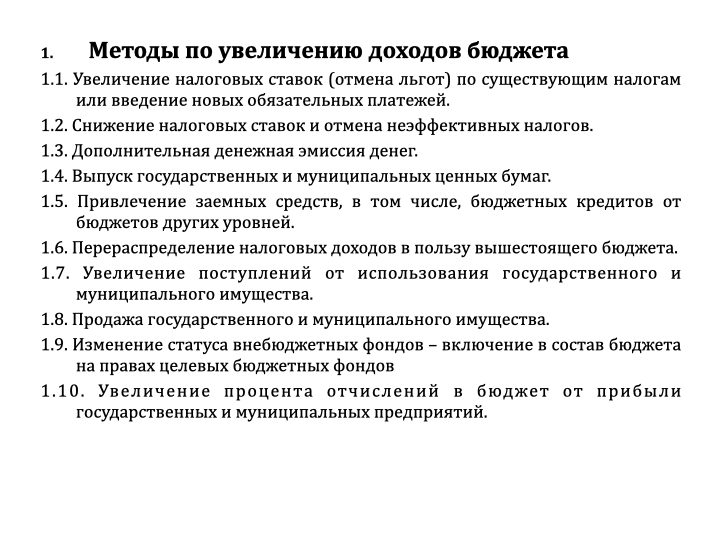 1. Методы по увеличению доходов бюджета
1.1. Увеличение налоговых ставок (отмена льгот) по существующим налогам
или введение новых обязательных платежей.
1.2. Снижение налоговых ставок и отмена неэффективных налогов.
1.3. Дополнительная денежная эмиссия денег.
1.4. Выпуск государственных и муниципальных ценных бумаг.
1.5. Привлечение заемных средств, в том числе, бюджетных кредитов от
бюджетов других уровней.
1.6. Перераспределение налоговых доходов в пользу вышестоящего бюджета.
1.7. Увеличение поступлений от использования государственного и
муниципального имущества.
1.8. Продажа государственного и муниципального имущества.
1.9. Изменение статуса внебюджетных фондов – включение в состав бюджета
на правах целевых бюджетных фондов
1.10. Увеличение процента отчислений в бюджет от прибыли
государственных и муниципальных предприятий.